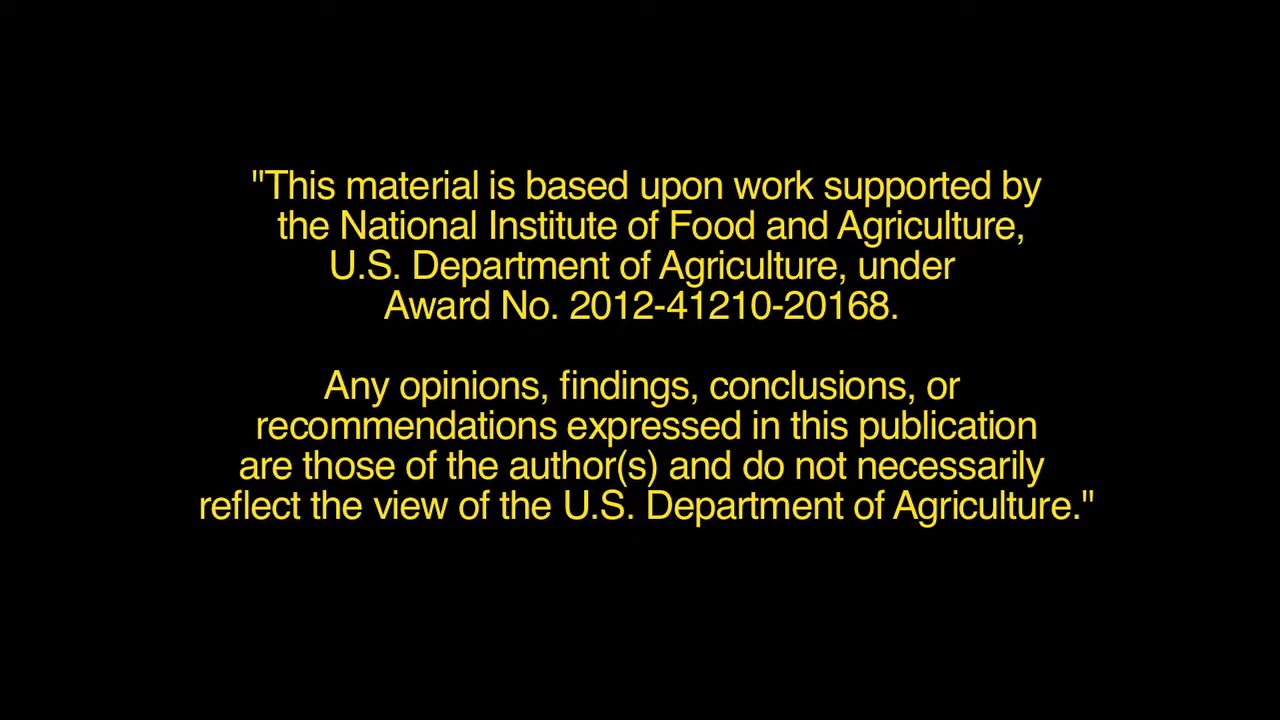 "This material is based upon work supported by
the National Institute of Food and Agriculture,
U.S. Department of Agriculture, under
Award No. 2012-41210-20168.
Any opinions, findings, conclusions, or
recommendations expressed in this publication
are those of the author(s) and do not necessarily
reflect the view of the U.S. Department of Agriculture."